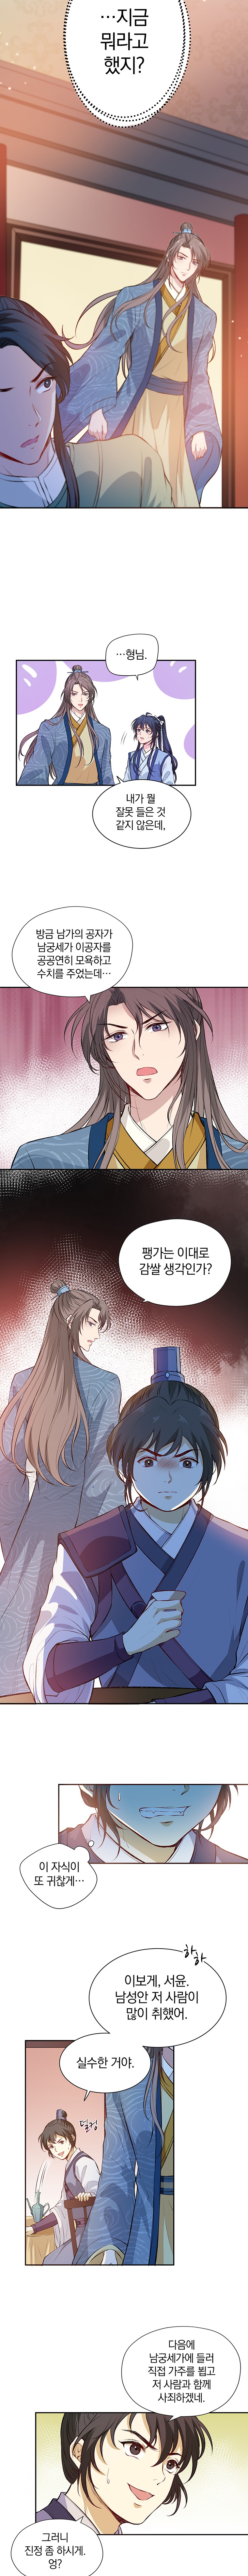 …지금
뭐라고
했지?
…형님.
내가 뭘
잘못 들은 것
같지 않은데,
방금 남가의 공자가
남궁세가 이공자를
공공연히 모욕하고
수치를 주었는데…
팽가는 이대로
감쌀 생각인가?
이 자식이
또 귀찮게…
하하
이보게, 서윤.
남성안 저 사람이
많이 취했어.
실수한 거야.
덜컹
다음에
남궁세가에 들러
직접 가주를 뵙고
저 사람과 함께
사죄하겠네.
그러니
진정 좀 하시게.
엉?